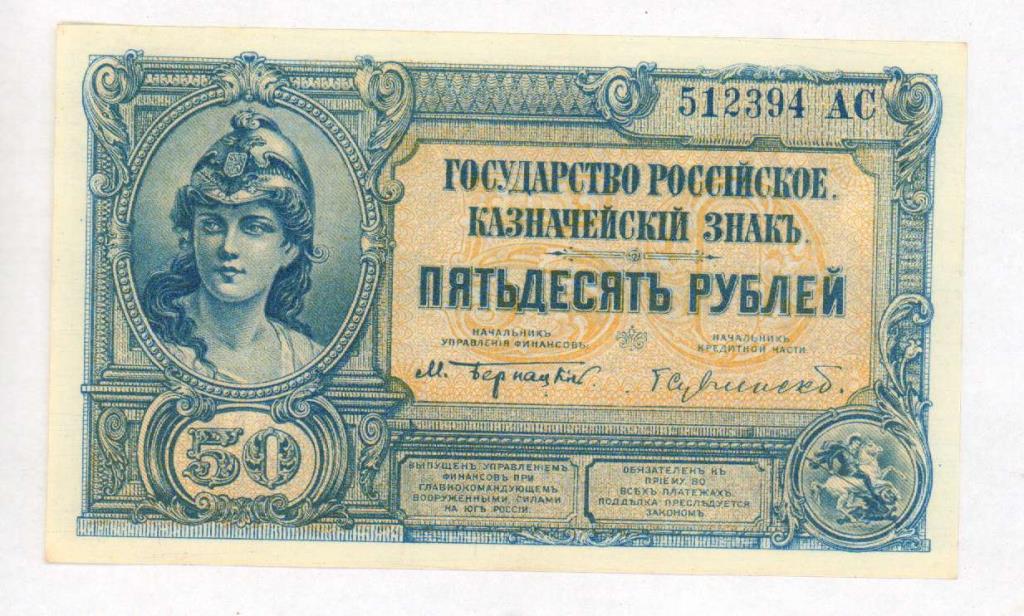 512394 АС
ГОСУДАРСТВО РОССІЙСКОЕ.
КАЗНАЧЕЙСКІЙ ЗНАКЪ.
ПЯТЬДЕСЯТЪ РУБЛЕЙ
НАЧАЛЬНИКЪ
УПРАВЛЕНІЯ ФИНАНСОВЪ
НАЧАЛЬНИКЪ
КРЕДИТНОЙ ЧАСТИ
М. Бернацкій.
50
ВЫПУЩЕНЪ УПРАВЛЕНІЕМЪ
ФИНАНСОВЪ ПРИ
ГЛАВНОКОМАНДУЮЩЕМЪ
ВООРУЖЕННЫМИ СИЛАМИ
НА ЮГѢ РОССІИ.
ОБЯЗАТЕЛЕНЪ КЪ
ПРІЕМУ ВО
ВСѢХЪ ПЛАТЕЖАХЪ.
ПОДДѢЛКА ПРЕСЛѢДУЕТСЯ
ЗАКОНОМЪ